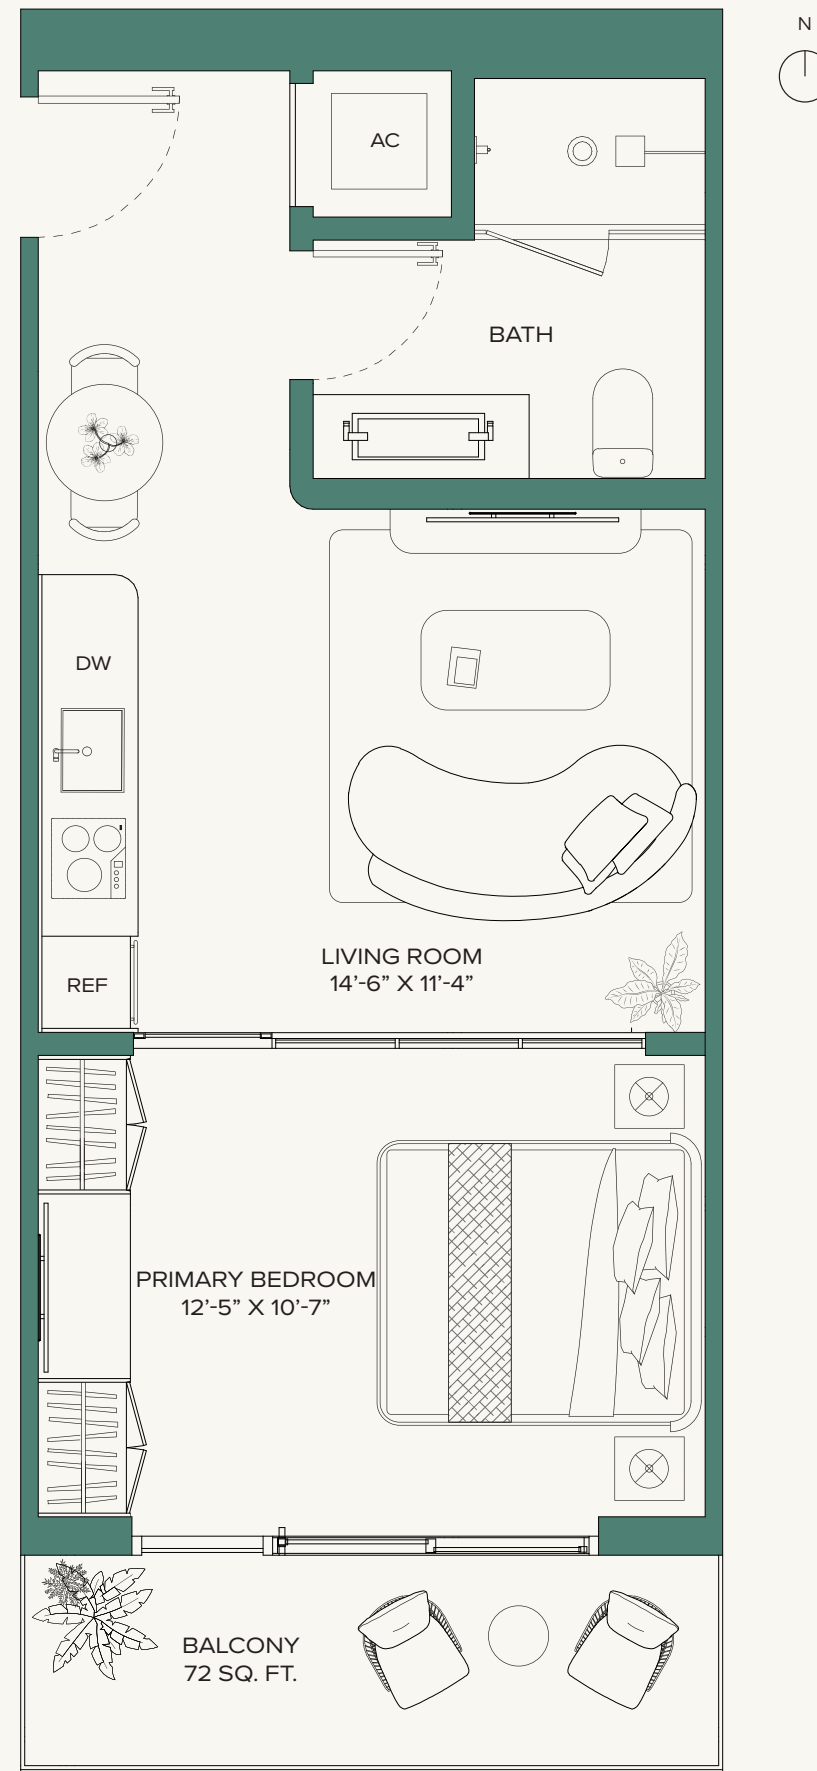 N
AC
BATH
DW
LIVING ROOM
14’-6” X 11’-4”
REF
PRIMARY BEDROOM
12’-5” X 10’-7”
BALCONY
72 SQ. FT.